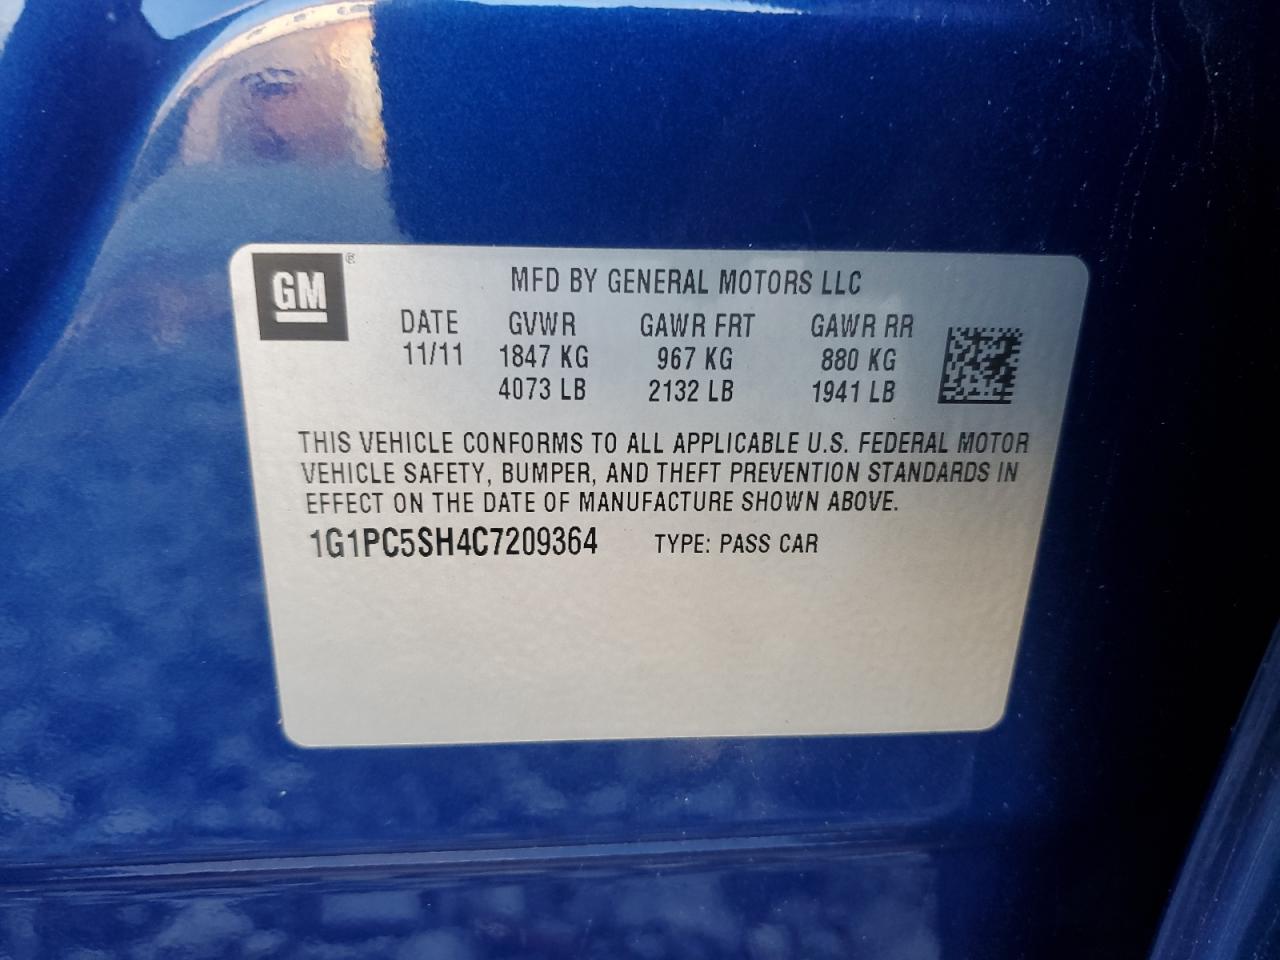 GM ®
MFD BY GENERAL MOTORS LLC
DATE GVWR GAWR FRT GAWR RR
11/11 1847 KG 967 KG 880 KG
4073 LB 2132 LB 1941 LB
THIS VEHICLE CONFORMS TO ALL APPLICABLE U.S. FEDERAL MOTOR
VEHICLE SAFETY, BUMPER, AND THEFT PREVENTION STANDARDS IN
EFFECT ON THE DATE OF MANUFACTURE SHOWN ABOVE.
1G1PC5SH4C7209364 TYPE: PASS CAR